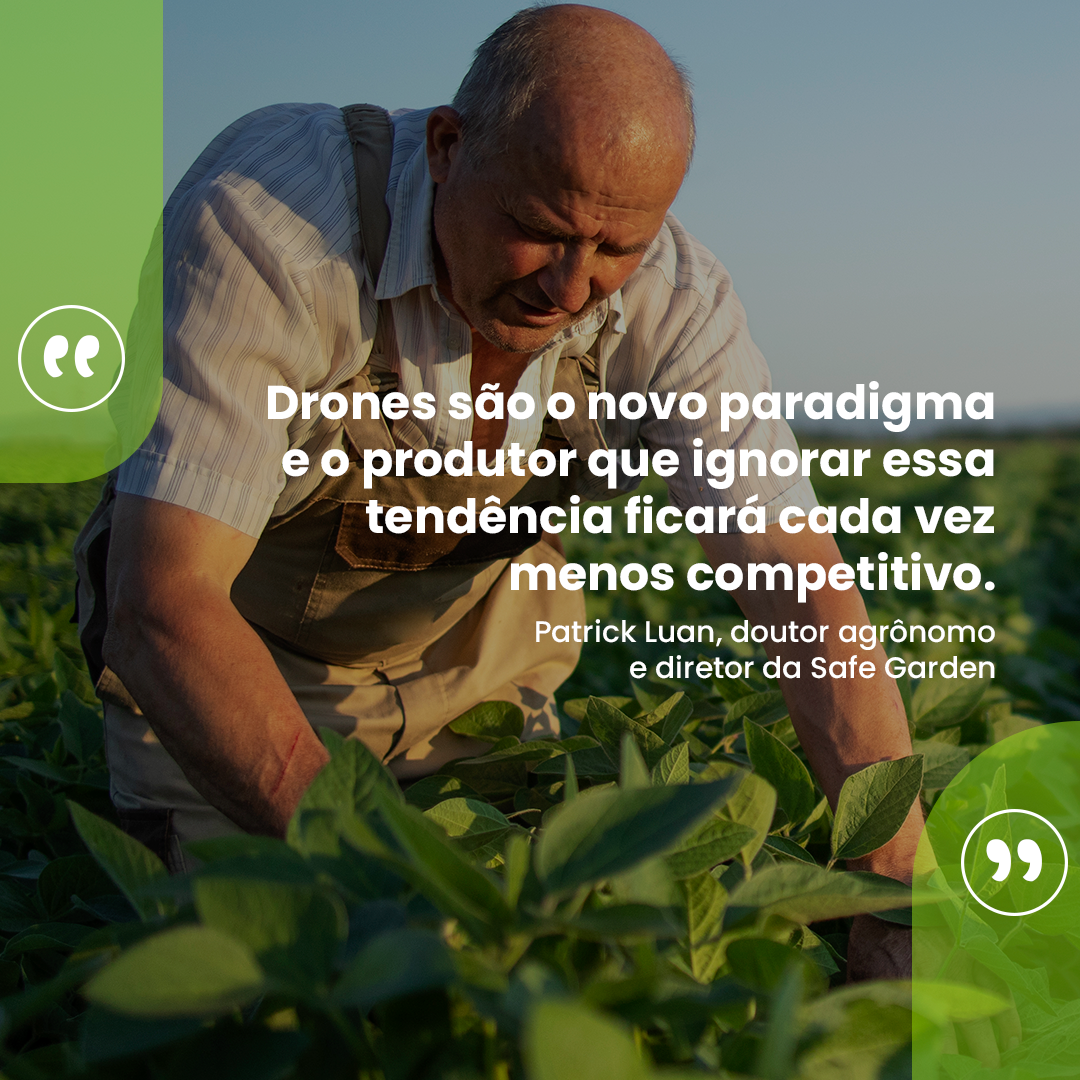 Drones são o novo paradigma
e o produtor que ignorar essa
tendência ficará cada vez
menos competitivo.
Patrick Luan, doutor agrônomo
e diretor da Safe Garden